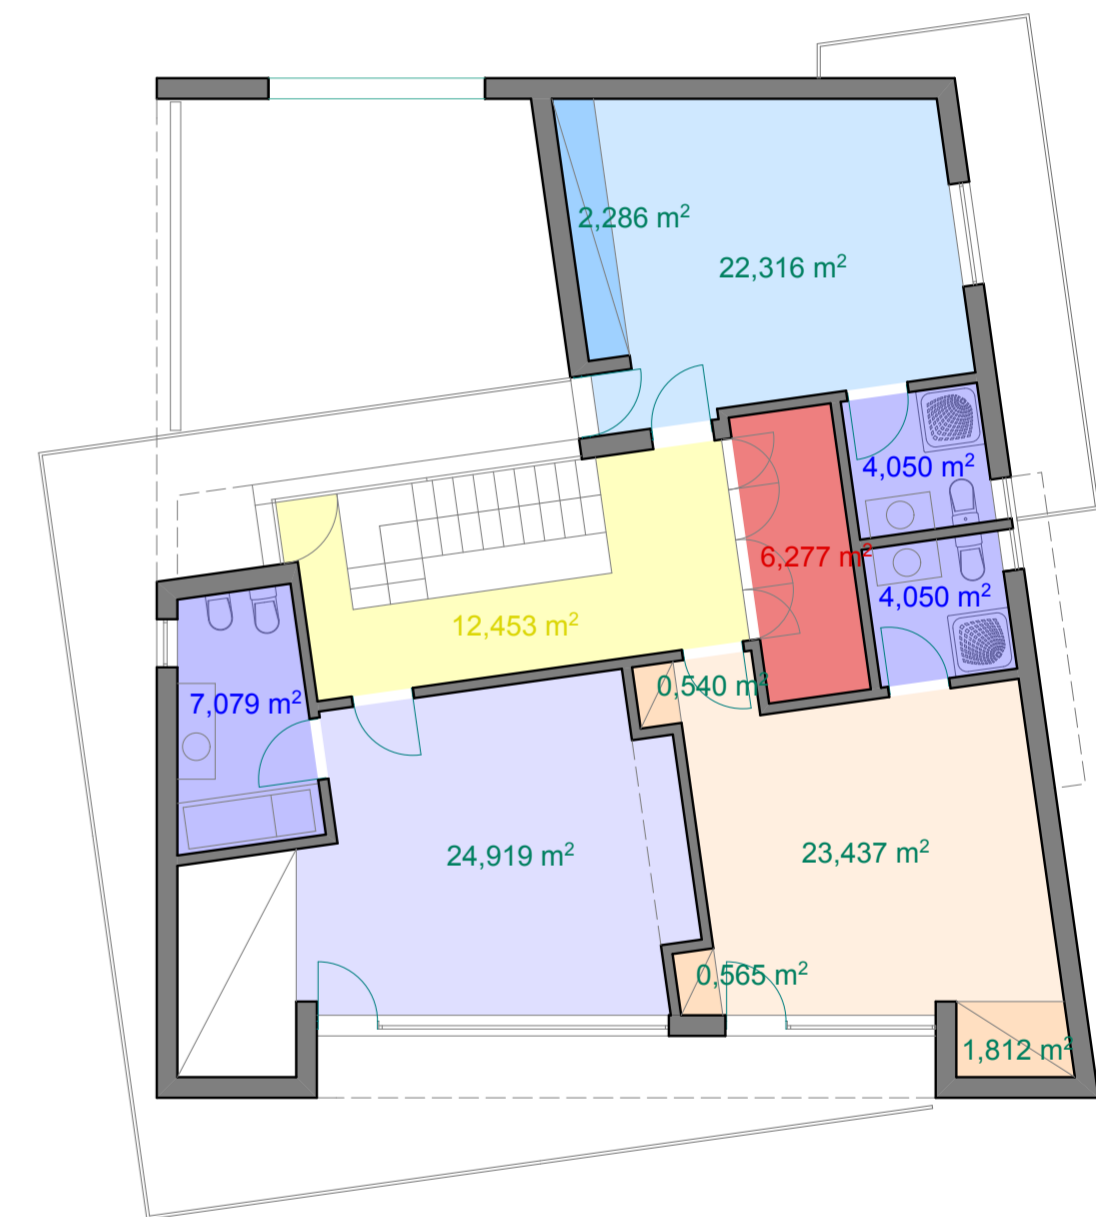 2,286 m²
22,316 m²
4,050 m²
6,277 m²
4,050 m²
12,453 m²
0,540 m²
7,079 m²
24,919 m²
23,437 m²
0,565 m²
1,812 m²